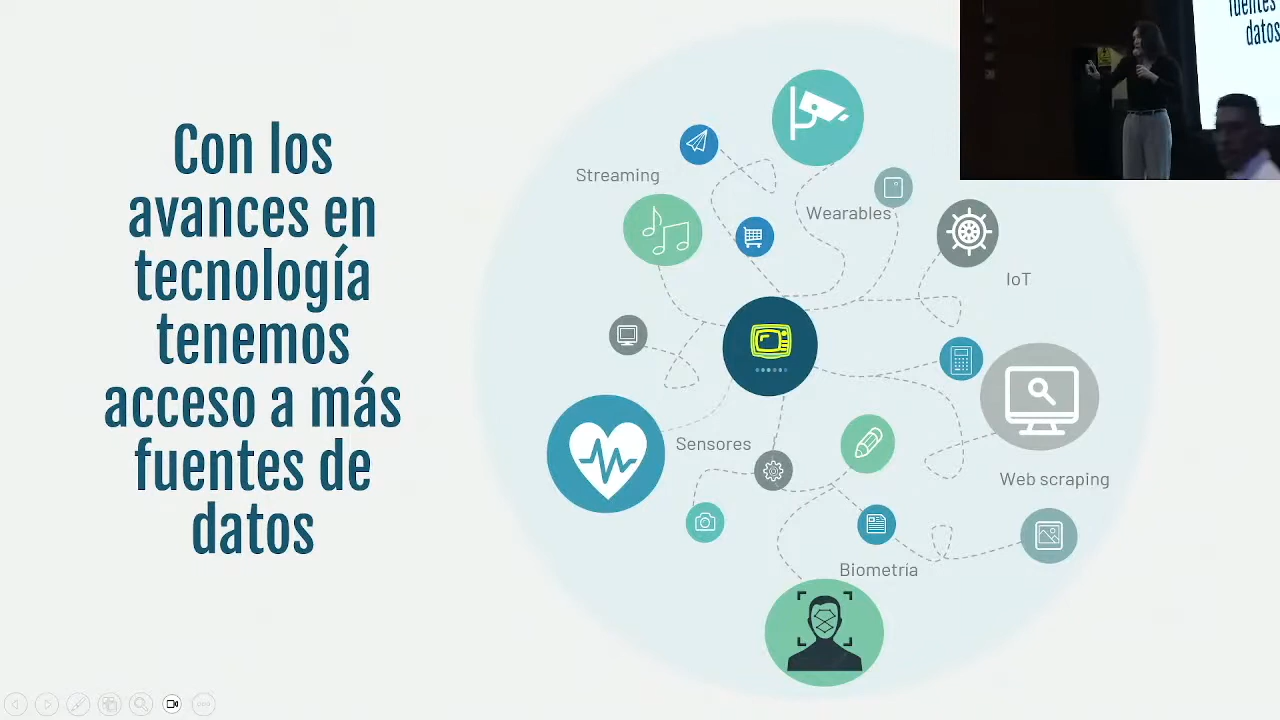 Con los
avances en
tecnología
tenemos
acceso a más
fuentes de
datos
Streaming
Wearables
IoT
Sensores
Web scraping
Biometría
fuentes
datos